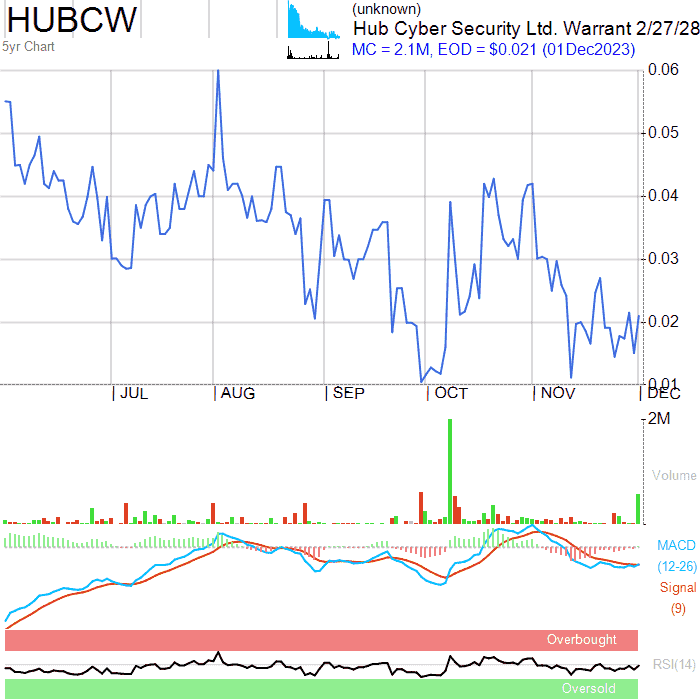 HUBCW
5yr Chart
(unknown)
Hub Cyber Security Ltd. Warrant 2/27/28
MC = 2.1M, EOD = $0.021 (01Dec2023)
0.06
0.05
0.04
0.03
0.02
0.01
JUL AUG SEP OCT NOV DEC
2M
Volume
MACD
(12-26)
Signal
(9)
Overbought
RSI(14)
Oversold